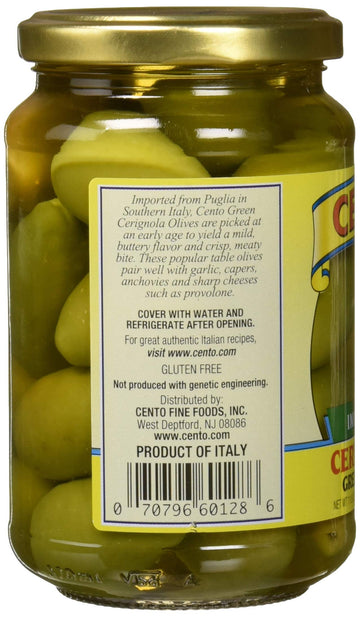 Imported from Puglia in
Southern Italy, Cento Green
Cerignola Olives are picked at
an early age to yield a mild,
buttery flavor and crisp, meaty
bite. These popular table olives
pair well with garlic, capers,
anchovies and sharp cheeses
such as provolone.
COVER WITH WATER AND
REFRIGERATE AFTER OPENING.
For great authentic Italian recipes,
visit www.cento.com
GLUTEN FREE
Not produced with genetic engineering.
Distributed by:
CENTO FINE FOODS, INC.
West Deptford, NJ 08086
www.cento.com
PRODUCT OF ITALY
0 70796 60128 6
CE
IM
CER
GR
NET W